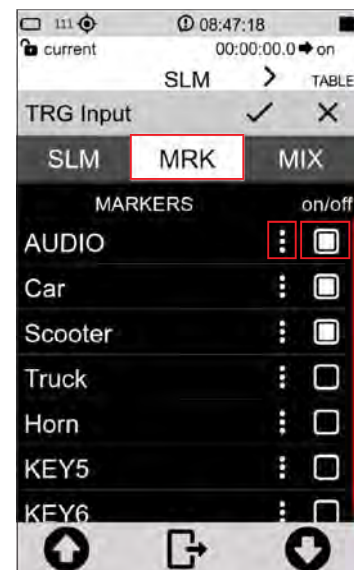 111 08:47:18
current 00:00:00.0 on
SLM > TABLE
TRG Input
SLM MRK MIX
MARKERS on/off
AUDIO
Car
Scooter
Truck
Horn
KEY5
KEY6